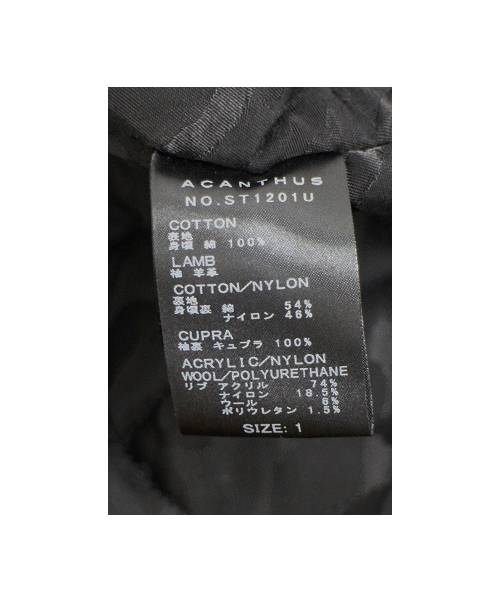 ACANTHUS
NO.ST1201U
COTTON
表地
身頃 綿 100%
LAMB
袖 羊革
COTTON/NYLON
裏地
身頃裏 綿 54%
ナイロン 46%
CUPRA
袖裏 キュプラ 100%
ACRYLIC/NYLON
WOOL/POLYURETHANE
リブ アクリル 74%
ナイロン 18.5%
ウール 6%
ポリウレタン 1.5%
SIZE: 1